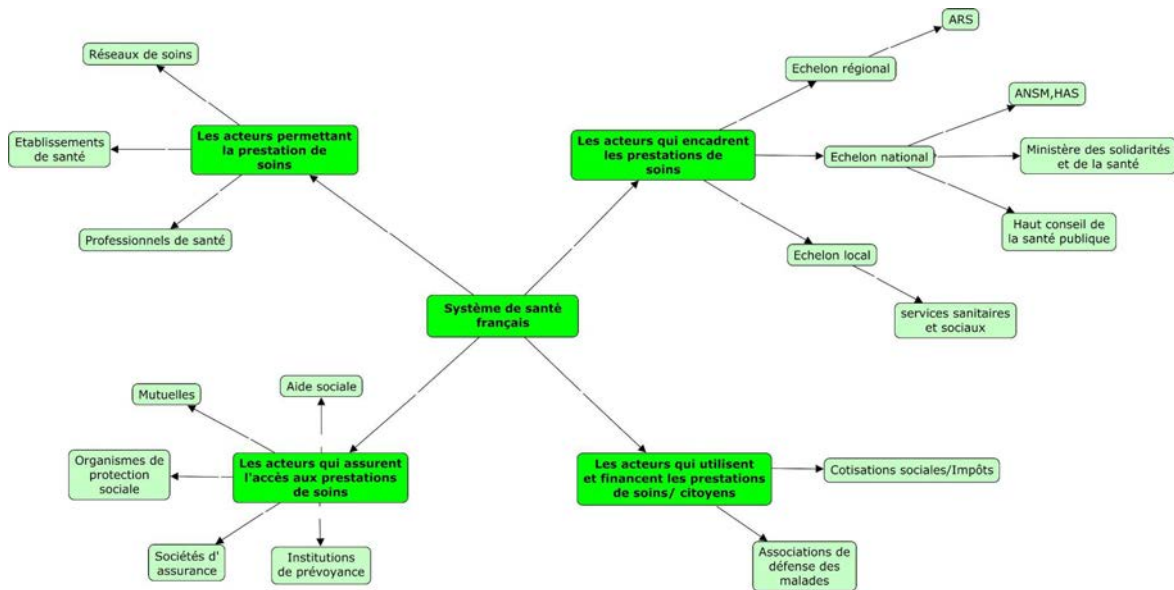 ARS
Réseaux de soins
Echelon régional
ANSM,HAS
Les acteurs permettant
la prestation de
soins
Etablissements
de santé
Professionnels de santé
Les acteurs qui encadrent
les prestations de
soins
Echelon national
Ministère des solidarités
et de la santé
Haut conseil de
la santé publique
Echelon local
services sanitaires
et sociaux
Système de santé
français
Mutuelles
Aide sociale
Organismes de
protection
sociale
Les acteurs qui assurent
l'accès aux prestations
de soins
Sociétés d'
assurance
Institutions
de prévoyance
Les acteurs qui utilisent
et financent les prestations
de soins/ citoyens
Cotisations sociales/Impôts
Associations de
défense des
malades